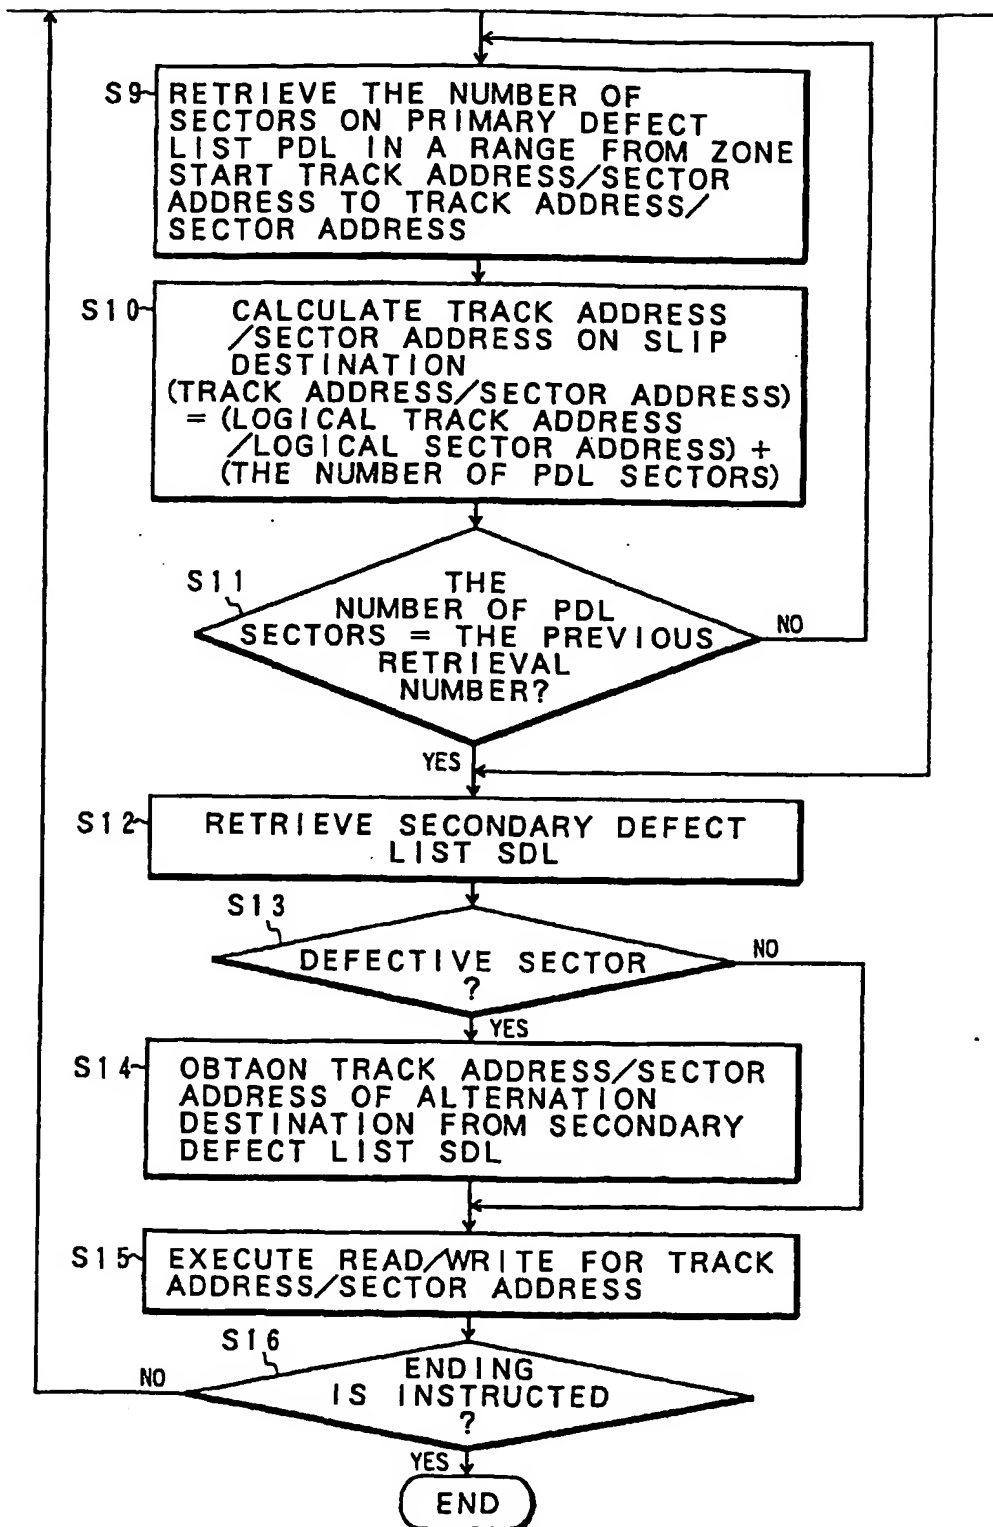 S9
RETRIEVE THE NUMBER OF
SECTORS ON PRIMARY DEFECT
LIST PDL IN A RANGE FROM ZONE
START TRACK ADDRESS/SECTOR
ADDRESS TO TRACK ADDRESS/
SECTOR ADDRESS
S10
CALCULATE TRACK ADDRESS
/SECTOR ADDRESS ON SLIP
DESTINATION
(TRACK ADDRESS/SECTOR ADDRESS)
= (LOGICAL TRACK ADDRESS
/LOGICAL SECTOR ADDRESS) +
(THE NUMBER OF PDL SECTORS)
S11
THE
NUMBER OF PDL
SECTORS = THE PREVIOUS
RETRIEVAL
NUMBER?
NO
YES
S12
RETRIEVE SECONDARY DEFECT
LIST SDL
S13
DEFECTIVE SECTOR
?
NO
YES
S14
OBTAON TRACK ADDRESS/SECTOR
ADDRESS OF ALTERNATION
DESTINATION FROM SECONDARY
DEFECT LIST SDL
S15
EXECUTE READ/WRITE FOR TRACK
ADDRESS/SECTOR ADDRESS
S16
ENDING
IS INSTRUCTED
?
NO
YES
END